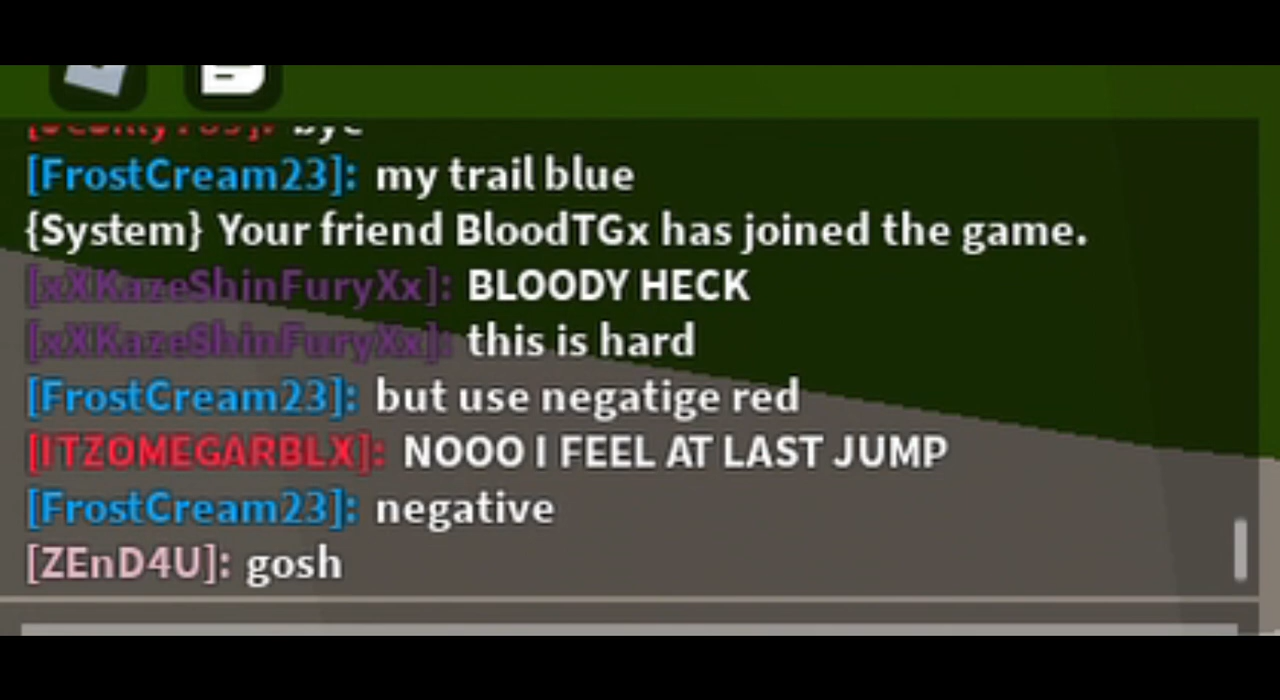 bye
[FrostCream23]: my trail blue
{System} Your friend BloodTGx has joined the game.
[xXKazeShinFuryXx]: BLOODY HECK
[xXKazeShinFuryXx]: this is hard
[FrostCream23]: but use negatige red
[ITZOMEGARBLX]: NOOO I FEEL AT LAST JUMP
[FrostCream23]: negative
[ZEnD4U]: gosh